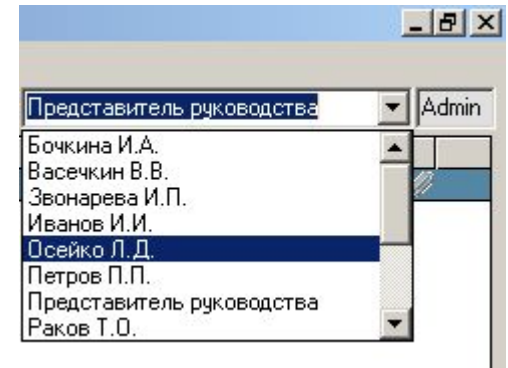 Представитель руководства
Admin
Бочкина И.А.
Васечкин В.В.
Звонарева И.П.
Иванов И.И.
Осейко Л.Д.
Петров П.П.
Представитель руководства
Раков Т.О.